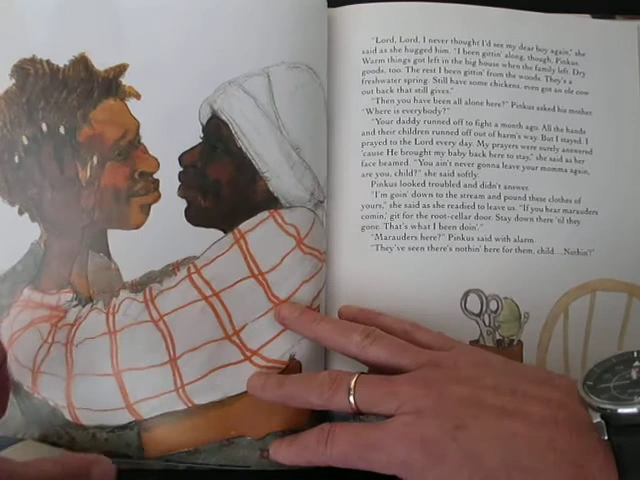 "Lord, Lord, I never thought I'd see my dear boy again," she
said as she hugged him. "I been gittin' along, though, Pinkus.
Warm things got left in the big house when the family left. Dry
goods, too. The rest I been gittin' from the woods. They's a
freshwater spring. Still have some chickens, even got an ole cow
out back that still gives."
"Then you have been all alone here?" Pinkus asked his mother.
"Where is everybody?"
"Your daddy runned off to fight a month ago. All the hands
and their children runned off out of harm's way. But I stayed. I
prayed to the Lord every day. My prayers were surely answered
'cause He brought my baby back here to stay," she said as her
face beamed. "You ain't never gonna leave your momma again,
are you, child?" she said softly.
Pinkus looked troubled and didn't answer.
"I'm goin' down to the stream and pound these clothes of
yours," she said as she readied to leave us. "If you hear marauders
comin,' git for the root-cellar door. Stay down there 'til they
gone. That's what I been doin'."
"Marauders here?" Pinkus said with alarm.
"They've seen there's nothin' here for them, child....Nothin'!"